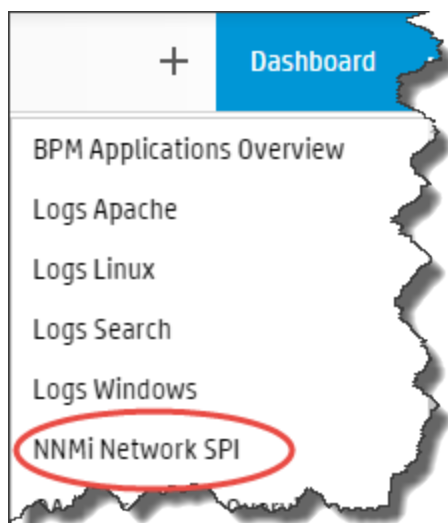 + Dashboard
BPM Applications Overview
Logs Apache
Logs Linux
Logs Search
Logs Windows
NNMi Network SPI